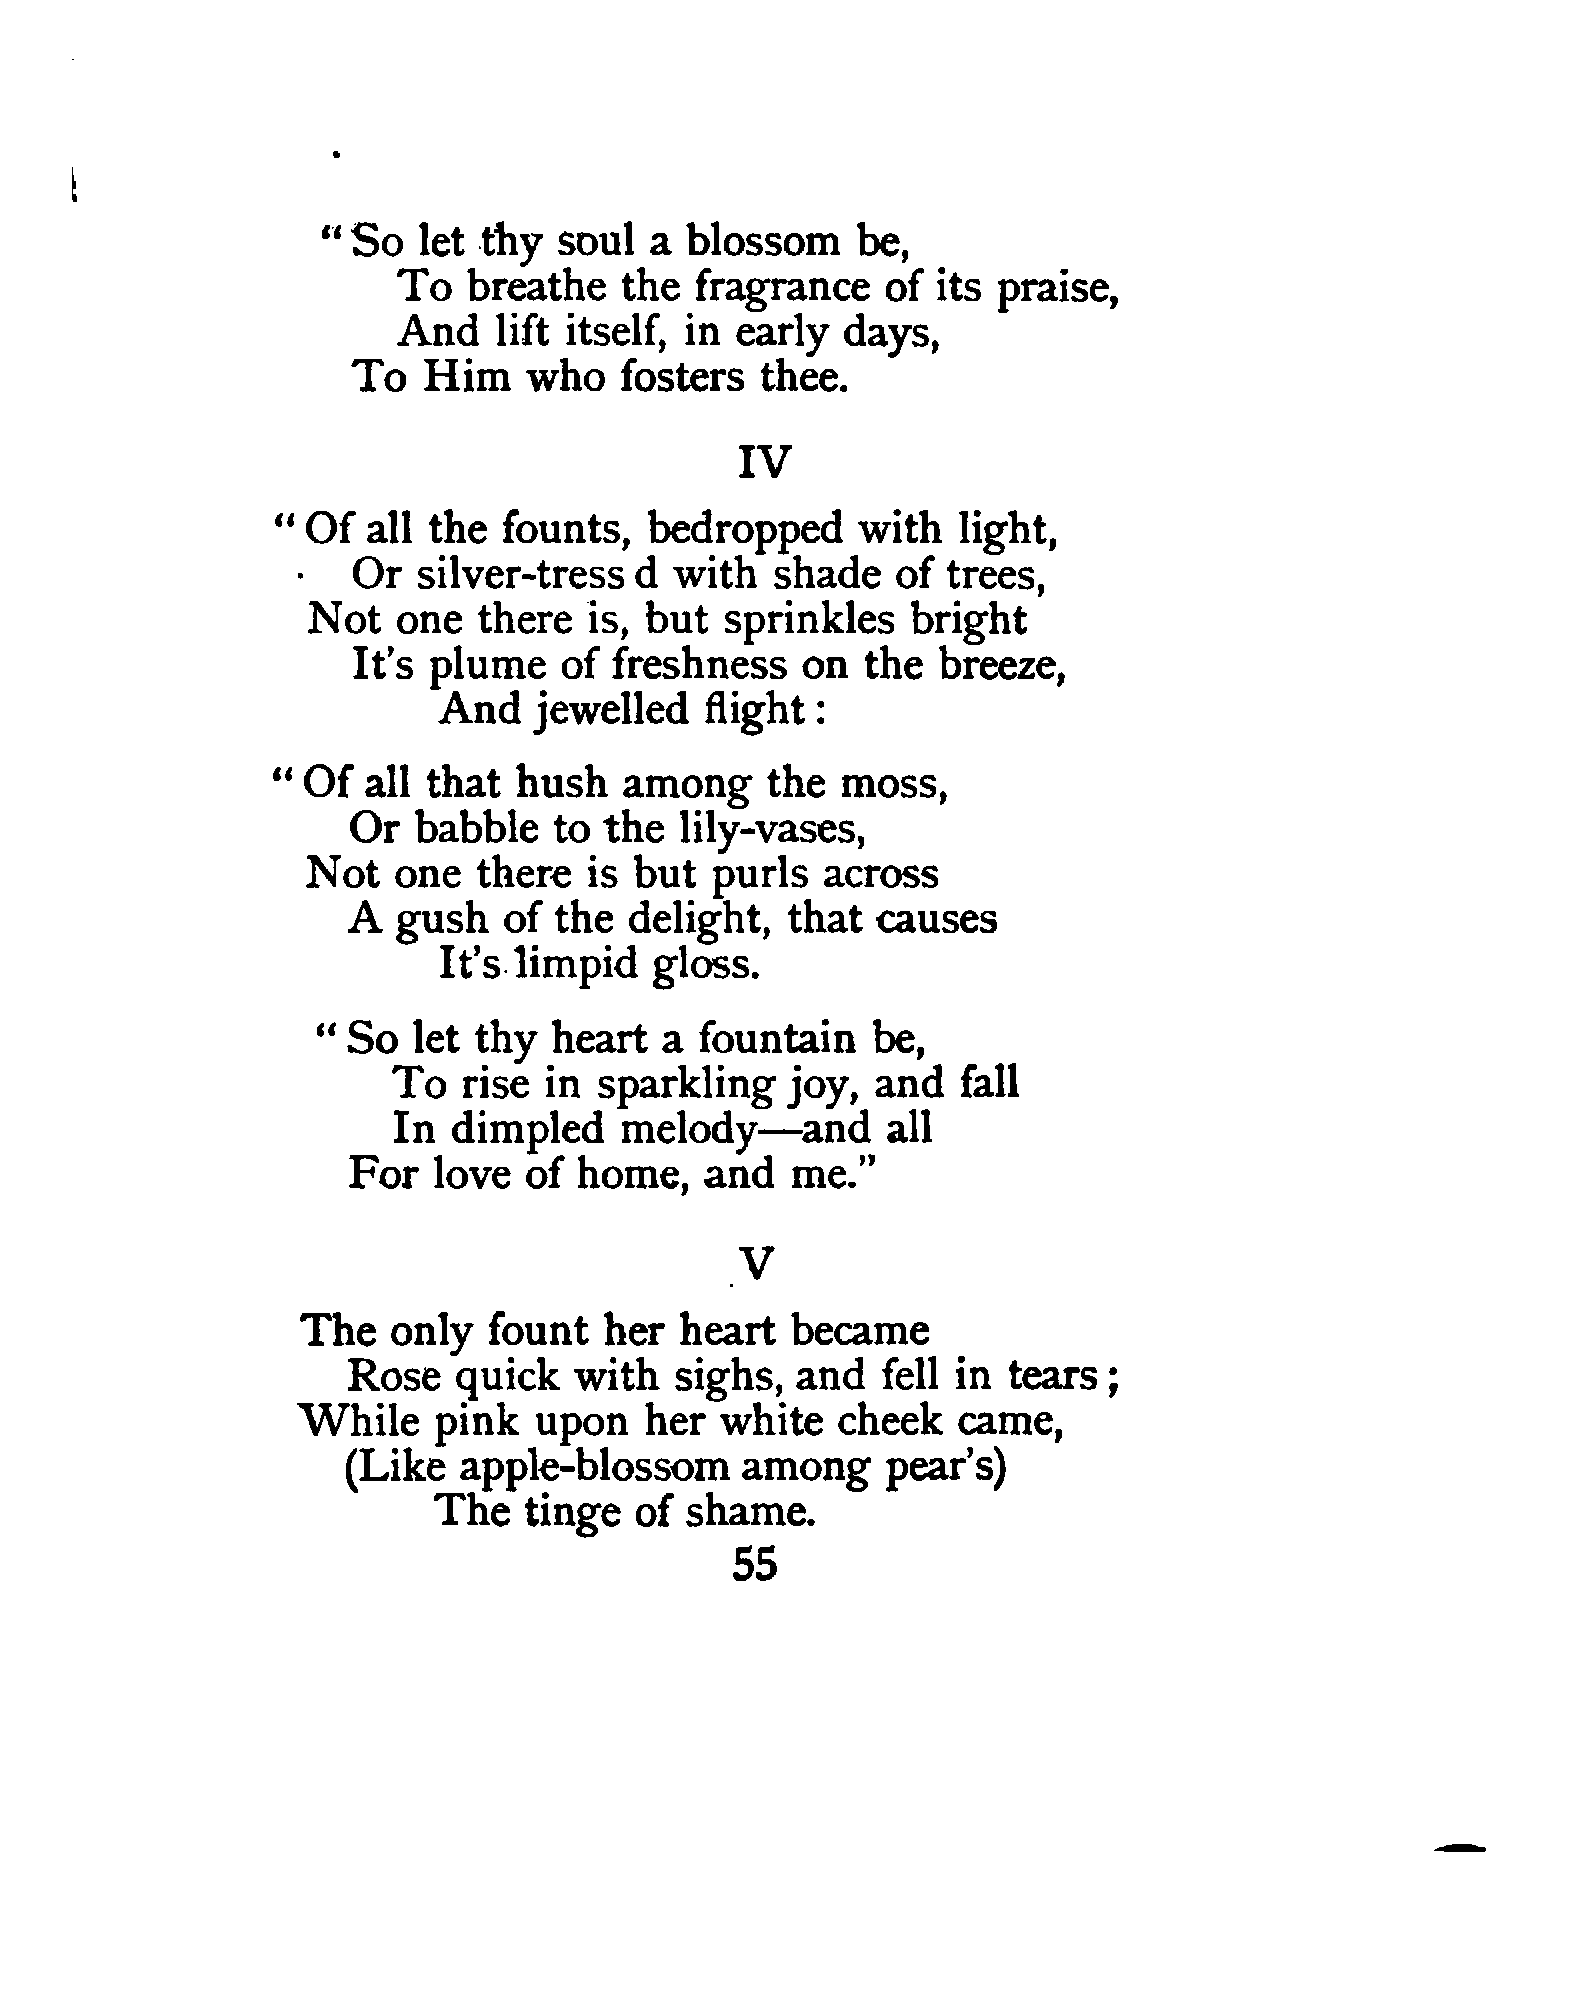 "So let thy soul a blossom be,
To breathe the fragrance of its praise,
And lift itself, in early days,
To Him who fosters thee.
IV
"Of all the founts, bedropped with light,
Or silver-tress d with shade of trees,
Not one there is, but sprinkles bright
It's plume of freshness on the breeze,
And jewelled flight:
"Of all that hush among the moss,
Or babble to the lily-vases,
Not one there is but purls across
A gush of the delight, that causes
It's limpid gloss.
"So let thy heart a fountain be,
To rise in sparkling joy, and fall
In dimpled melody—and all
For love of home, and me."
V
The only fount her heart became
Rose quick with sighs, and fell in tears;
While pink upon her white cheek came,
(Like apple-blossom among pear's)
The tinge of shame.
55